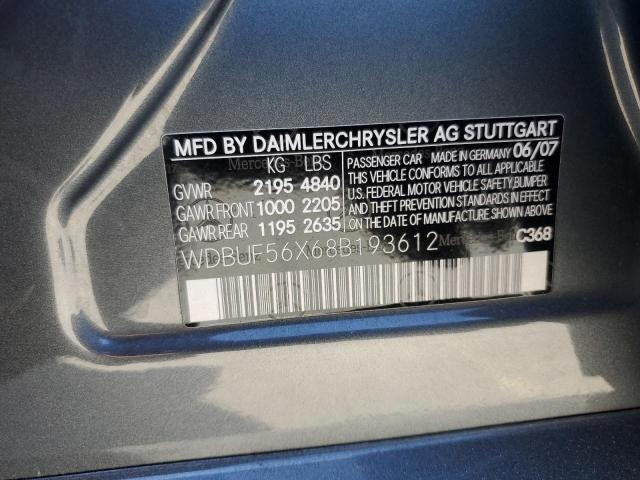 MFD BY DAIMLERCHRYSLER AG STUTTGART
KG LBS
GVWR 2195 4840
GAWR FRONT 1000 2205
GAWR REAR 1195 2635
PASSENGER CAR MADE IN GERMANY 06/07
THIS VEHICLE CONFORMS TO ALL APPLICABLE
U.S. FEDERAL MOTOR VEHICLE SAFETY, BUMPER
AND THEFT PREVENTION STANDARDS IN EFFECT
ON THE DATE OF MANUFACTURE SHOWN ABOVE.
WDBUF56X68B193612
C368